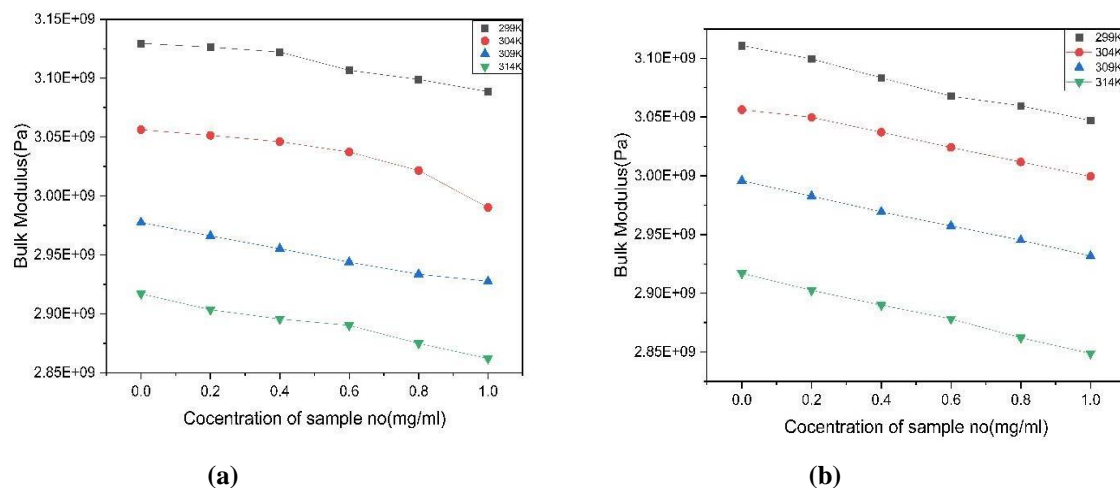 3.15E+09
3.10E+09
3.05E+09
3.00E+09
2.95E+09
2.90E+09
2.85E+09
Bulk Modulus(Pa)
299K
304K
309K
314K
0.0 0.2 0.4 0.6 0.8 1.0
Cocentration of sample no(mg/ml)
(a)
3.10E+09
3.05E+09
3.00E+09
2.95E+09
2.90E+09
2.85E+09
Bulk Modulus(Pa)
299K
304K
309K
314K
0.0 0.2 0.4 0.6 0.8 1.0
Cocentration of sample no(mg/ml)
(b)